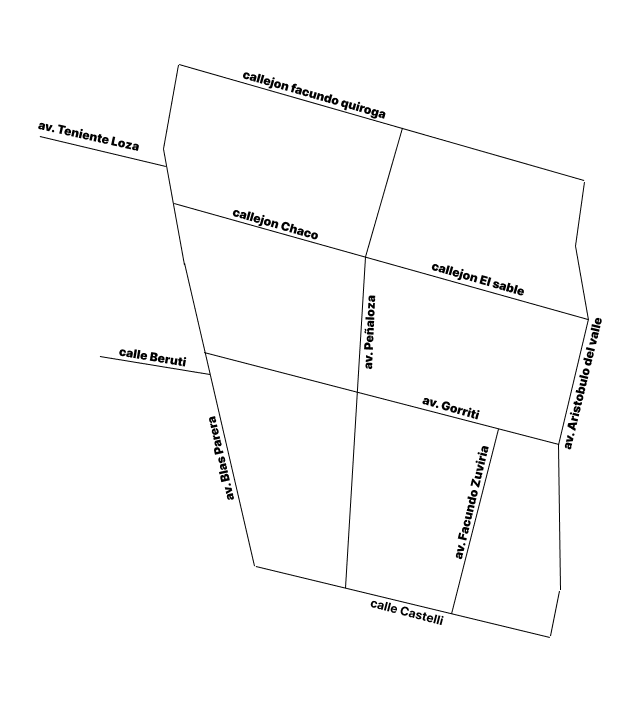 callejon facundo quiroga
av. Teniente Loza
callejon Chaco
callejon El sable
av. Peñaloza
av. Aristobulo del valle
calle Beruti
av. Gorriti
av. Blas Parera
av. Facundo Zuviria
calle Castelli